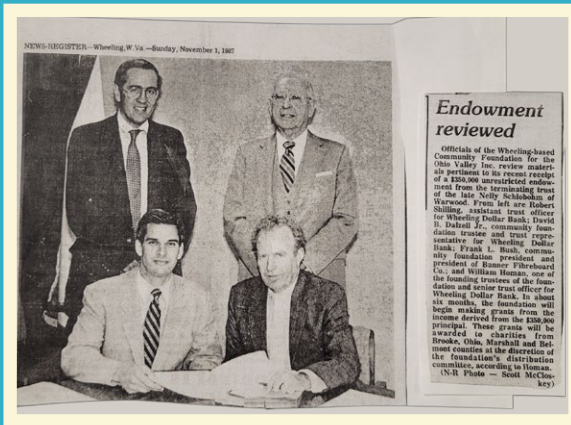 NEWS-REGISTER—Wheeling, W. Va.—Sunday, November 1, 1987
Endowment
reviewed
Officials of the Wheeling-based
Community Foundation for the
Ohio Valley Inc. review materi-
als pertinent to its recent receipt
of a $350,000 unrestricted endow-
ment from the terminating trust
of the late Nelly Schlobohm of
Warwood. From left are Robert
Shilling, assistant trust officer
for Wheeling Dollar Bank; David
B. Dalzell Jr., community foun-
dation trustee and trust repre-
sentative for Wheeling Dollar
Bank; Frank L. Bush, commu-
nity foundation president and
president of Banner Fibreboard
Co.; and William Homan, one of
the founding trustees of the foun-
dation and senior trust officer for
Wheeling Dollar Bank. In about
six months, the foundation will
begin making grants from the
income derived from the $350,000
principal. These grants will be
awarded to charities from
Brooke, Ohio, Marshall and Bel-
mont counties at the discretion of
the foundation's distribution
committee, according to Homan.
(N-R Photo — Scott McClos-
key)